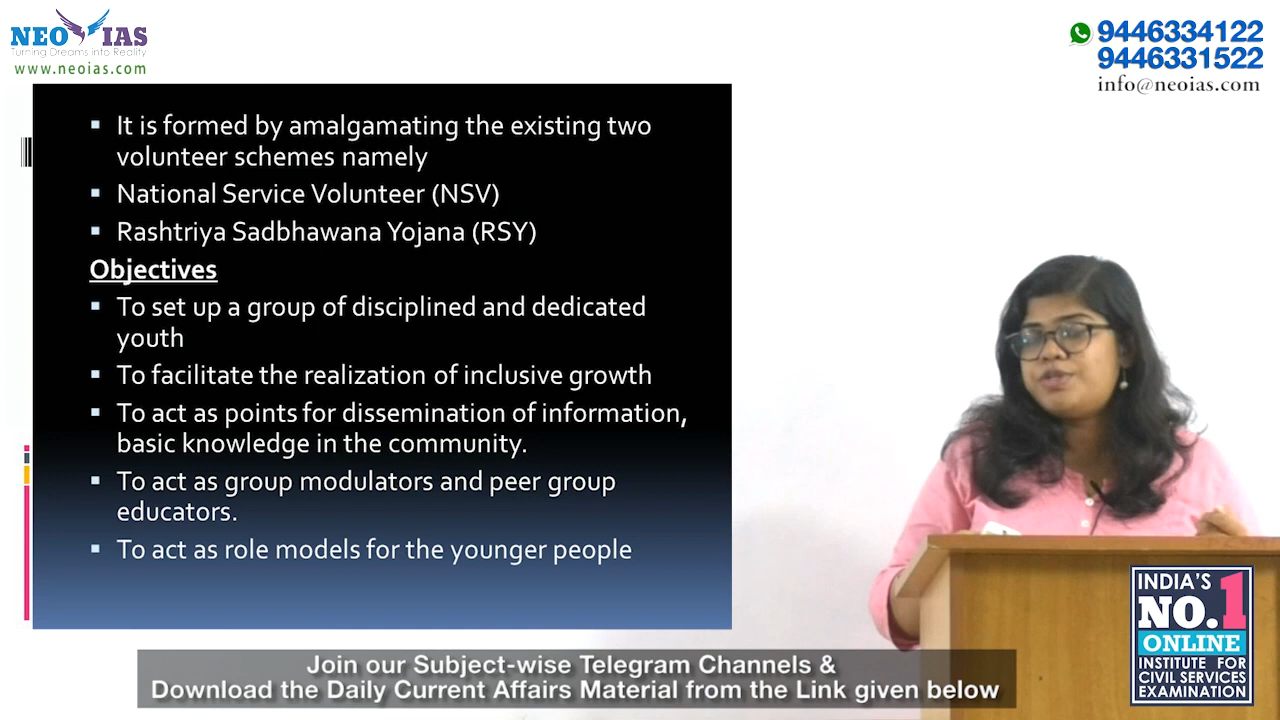 NEO IAS
Turning Dreams into Reality
www.neoias.com
9446334122
9446331522
info@neoias.com
It is formed by amalgamating the existing two
volunteer schemes namely
National Service Volunteer (NSV)
Rashtriya Sadbhawana Yojana (RSY)
Objectives
To set up a group of disciplined and dedicated
youth
To facilitate the realization of inclusive growth
To act as points for dissemination of information,
basic knowledge in the community.
To act as group modulators and peer group
educators.
To act as role models for the younger people
INDIA'S
NO.1
ONLINE
INSTITUTE FOR
CIVIL SERVICES
EXAMINATION
Join our Subject-wise Telegram Channels &
Download the Daily Current Affairs Material from the Link given below